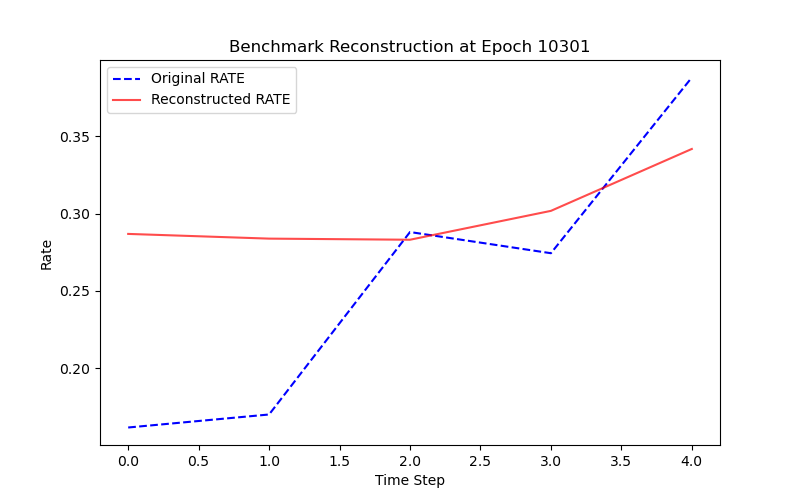 Benchmark Reconstruction at Epoch 10301
Original RATE
Reconstructed RATE
Rate
0.35
0.30
0.25
0.20
0.0 0.5 1.0 1.5 2.0 2.5 3.0 3.5 4.0
Time Step